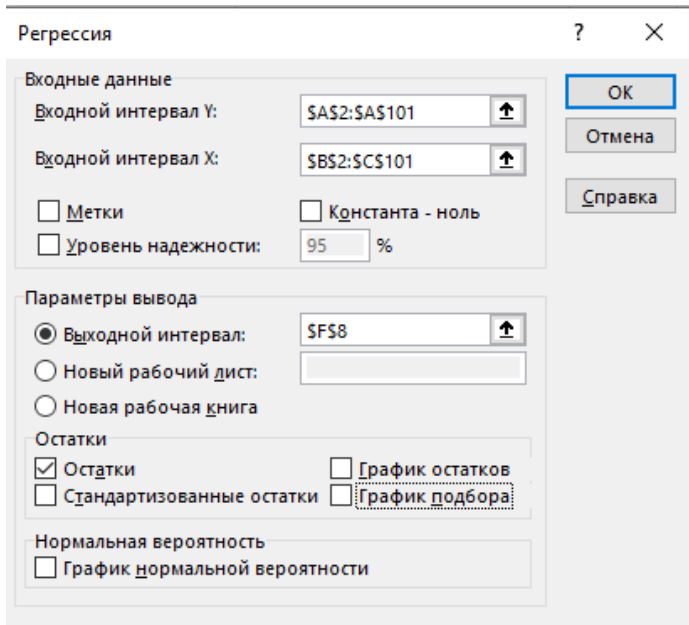 Регрессия ?
Входные данные
Входной интервал Y: $A$2:$A$101
Входной интервал X: $B$2:$C$101
Метки Константа - ноль
Уровень надежности: 95 %
ОК
Отмена
Справка
Параметры вывода
Выходной интервал: $F$8
Новый рабочий лист:
Новая рабочая книга
Остатки
Остатки График остатков
Стандартизованные остатки График подбора
Нормальная вероятность
График нормальной вероятности